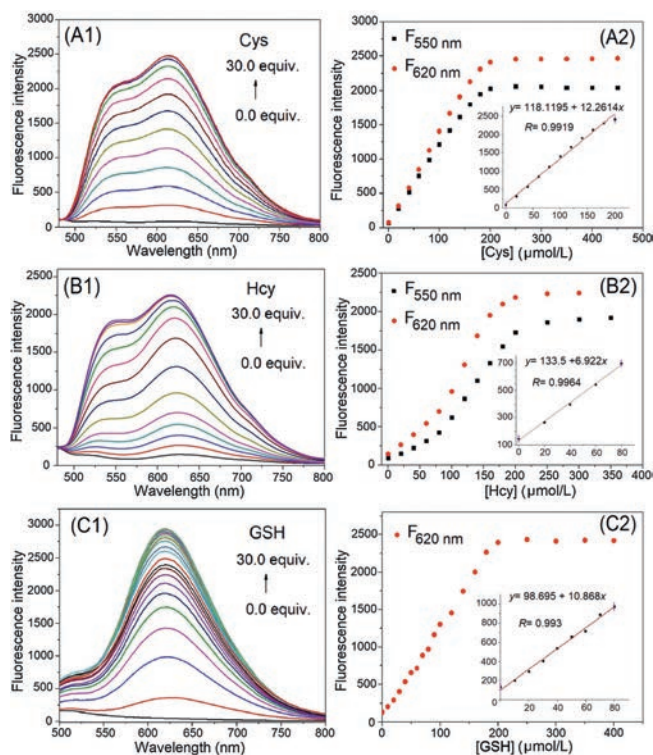 (A1)
Cys
30.0 equiv.
0.0 equiv.
Fluorescence intensity
3000
2500
2000
1500
1000
500
0
500 550 600 650 700 750 800
Wavelength (nm)
(A2)
F550 nm
F620 nm
y= 118.1195 + 12.2614x
R= 0.9919
2500
2000
1500
1000
500
0
0 50 100 150 200
Fluorescence intensity
3000
2500
2000
1500
1000
500
0
0 100 200 300 400 500
[Cys] (μmol/L)
(B1)
Hcy
30.0 equiv.
0.0 equiv.
Fluorescence intensity
2500
2000
1500
1000
500
0
500 550 600 650 700 750 800
Wavelength (nm)
(B2)
F550 nm
F620 nm
y= 133.5 +6.922x
R= 0.9964
700
500
300
100
0 20 40 60 80
Fluorescence intensity
2500
2000
1500
1000
500
0
0 50 100 150 200 250 300 350
[Hcy] (μmol/L)
(C1)
GSH
30.0 equiv.
0.0 equiv.
Fluorescence intensity
3000
2500
2000
1500
1000
500
0
500 550 600 650 700 750 800
Wavelength (nm)
(C2)
F620 nm
y= 98.695 + 10.868x
R= 0.993
1000
800
600
400
200
0
0 20 40 60 80
Fluorescence intensity
3000
2500
2000
1500
1000
500
0
0 100 200 300 400
[GSH] (μmol/L)